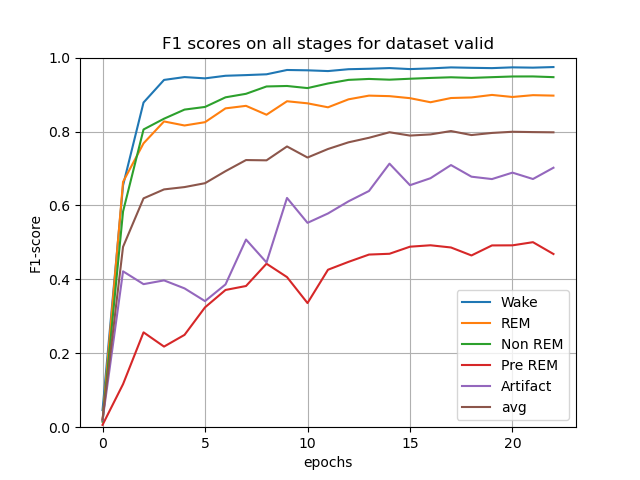 F1 scores on all stages for dataset valid
1.0
0.8
0.6
0.4
0.2
0.0
F1-score
0
5
10
15
20
epochs
Wake
REM
Non REM
Pre REM
Artifact
avg